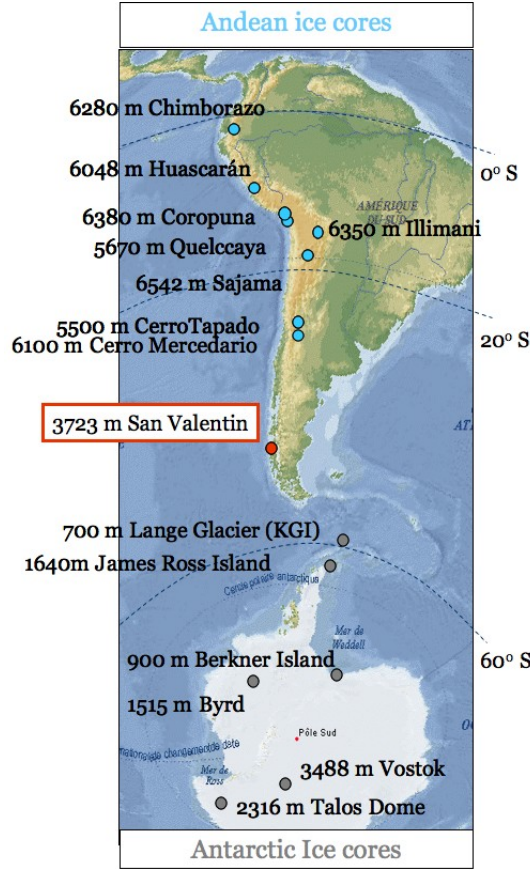 Andean ice cores
6280 m Chimborazo
6048 m Huascarán
0° S
AMÉRIQUE
DU SUD
6380 m Coropuna
6350 m Illimani
5670 m Quelccaya
6542 m Sajama
5500 m CerroTapado
6100 m Cerro Mercedario
20° S
3723 m San Valentin
700 m Lange Glacier (KGI)
1640m James Ross Island
Cercle polaire antarctique
Mer de
Weddell
900 m Berkner Island
60° S
1515 m Byrd
Pôle Sud
changement de date
Mer de
Ross
3488 m Vostok
2316 m Talos Dome
Antarctic Ice cores